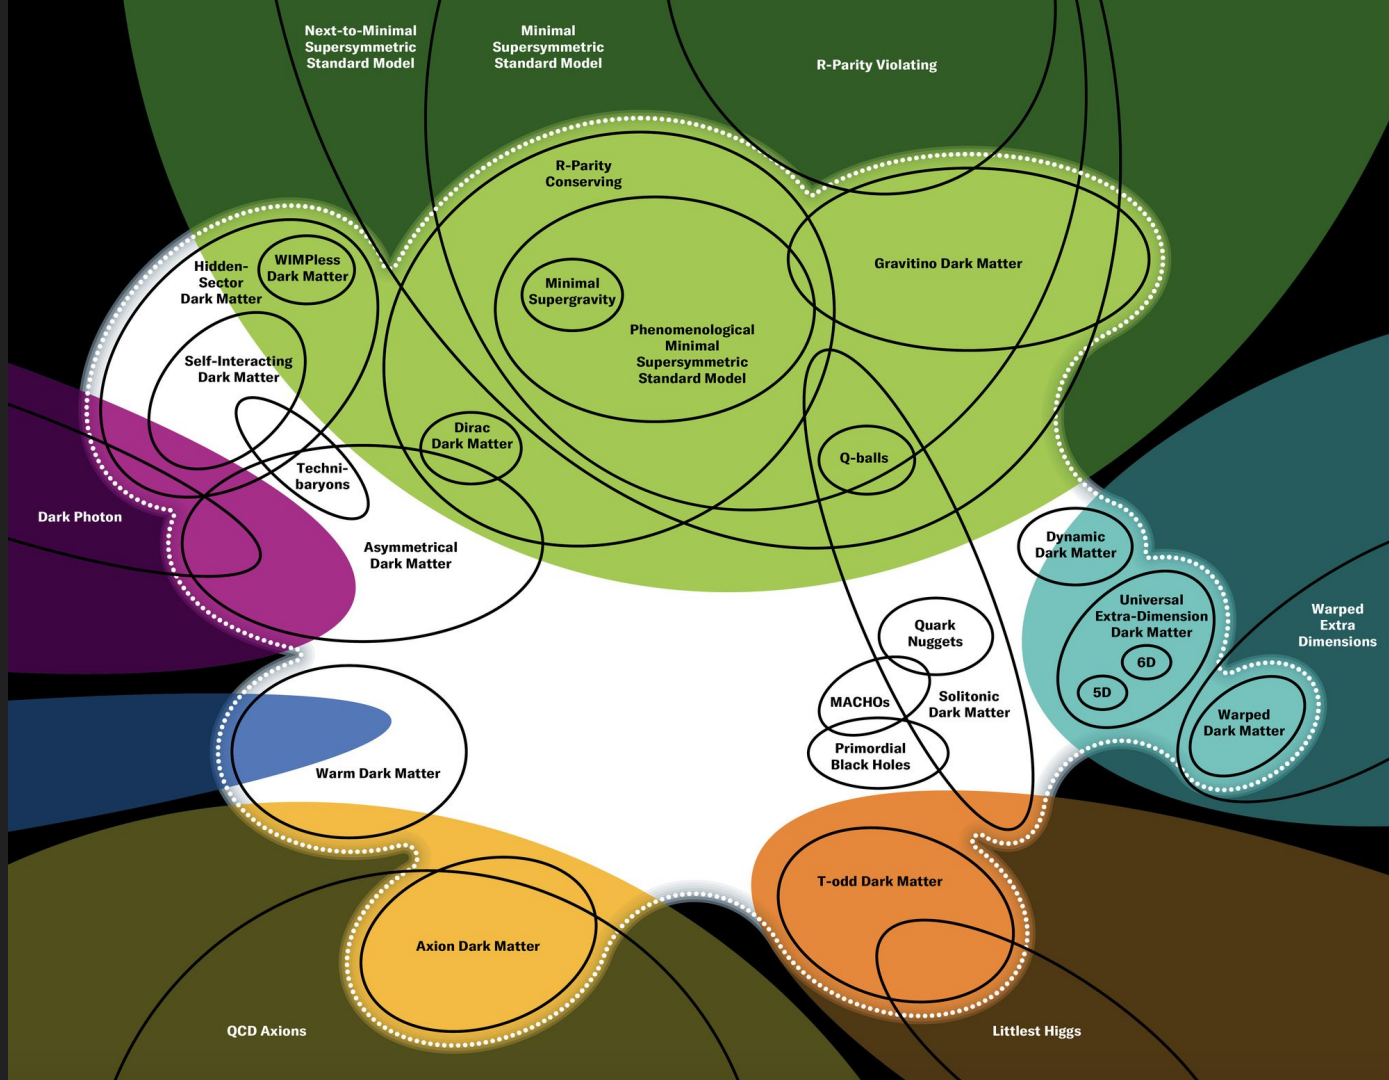 Next-to-Minimal
Supersymmetric
Standard Model
Minimal
Supersymmetric
Standard Model
R-Parity Violating
R-Parity
Conserving
WIMPless
Dark Matter
Hidden-
Sector
Dark Matter
Minimal
Supergravity
Gravitino Dark Matter
Phenomenological
Minimal
Supersymmetric
Standard Model
Self-Interacting
Dark Matter
Dirac
Dark Matter
Q-balls
Techni-
baryons
Dark Photon
Asymmetrical
Dark Matter
Dynamic
Dark Matter
Universal
Extra-Dimension
Dark Matter
6D
5D
Warped
Extra
Dimensions
Quark
Nuggets
MACHOs
Solitonic
Dark Matter
Primordial
Black Holes
Warped
Dark Matter
Warm Dark Matter
T-odd Dark Matter
Axion Dark Matter
QCD Axions
Littlest Higgs